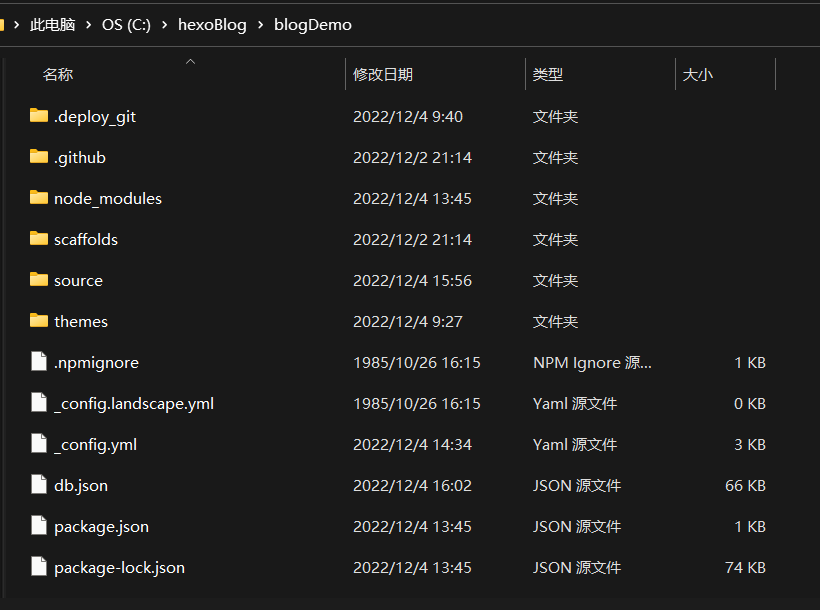 此电脑 > OS (C:) > hexoBlog > blogDemo
名称 修改日期 类型 大小
.deploy_git 2022/12/4 9:40 文件夹
.github 2022/12/2 21:14 文件夹
node_modules 2022/12/4 13:45 文件夹
scaffolds 2022/12/2 21:14 文件夹
source 2022/12/4 15:56 文件夹
themes 2022/12/4 9:27 文件夹
.npmignore 1985/10/26 16:15 NPM Ignore 源... 1 KB
_config.landscape.yml 1985/10/26 16:15 Yaml 源文件 0 KB
_config.yml 2022/12/4 14:34 Yaml 源文件 3 KB
db.json 2022/12/4 16:02 JSON 源文件 66 KB
package.json 2022/12/4 13:45 JSON 源文件 1 KB
package-lock.json 2022/12/4 13:45 JSON 源文件 74 KB